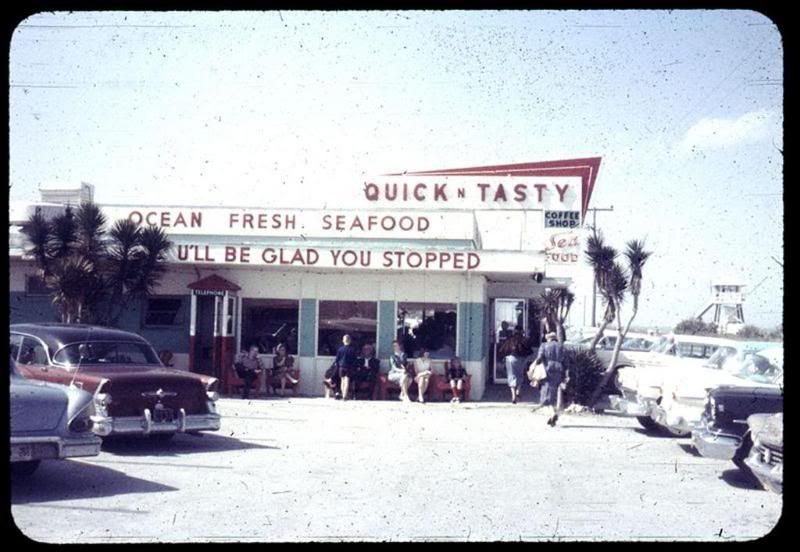 QUICK N TASTY
COFFEE
SHOP
OCEAN FRESH SEAFOOD
Sea
FOOD
U'LL BE GLAD YOU STOPPED
TELEPHONE